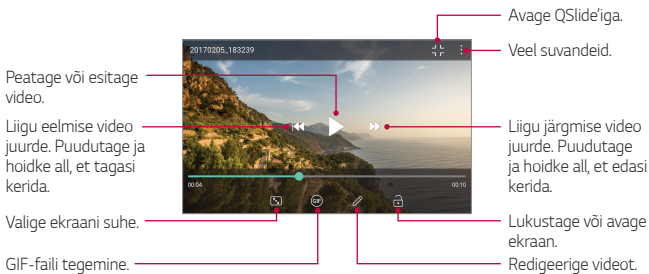 Avage QSlide'iga.
Veel suvandeid.
20170205_183239
Peatage või esitage
video.
Liigu eelmise video
juurde. Puudutage ja
hoidke all, et tagasi
kerida.
Liigu järgmise video
juurde. Puudutage
ja hoidke all, et edasi
kerida.
00:04
00:10
GIF
Valige ekraani suhe.
Lukustage või avage
ekraan.
GIF-faili tegemine.
Redigeerige videot.